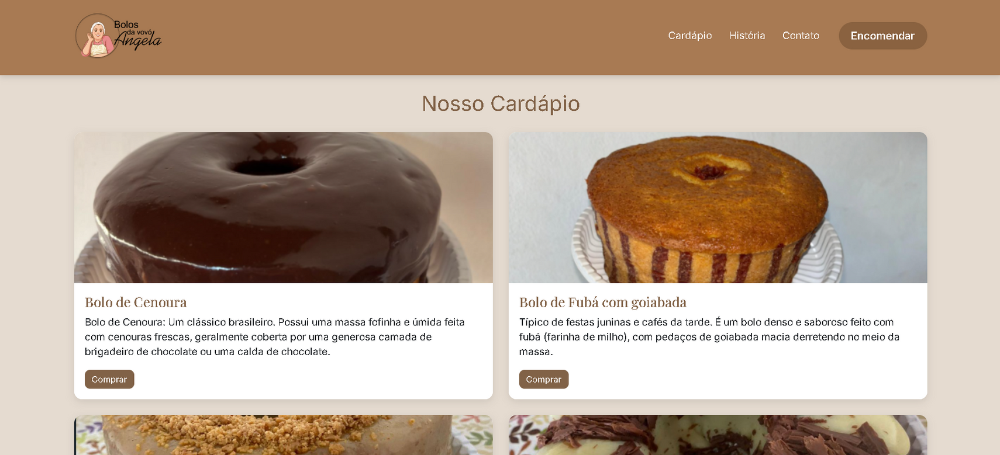 Bolos
da vovó
Angela
Cardápio
História
Contato
Encomendar
Nosso Cardápio
Bolo de Cenoura
Bolo de Cenoura: Um clássico brasileiro. Possui uma massa fofinha e úmida feita
com cenouras frescas, geralmente coberta por uma generosa camada de
brigadeiro de chocolate ou uma calda de chocolate.
Comprar
Bolo de Fubá com goiabada
Típico de festas juninas e cafés da tarde. É um bolo denso e saboroso feito com
fubá (farinha de milho), com pedaços de goiabada macia derretendo no meio da
massa.
Comprar